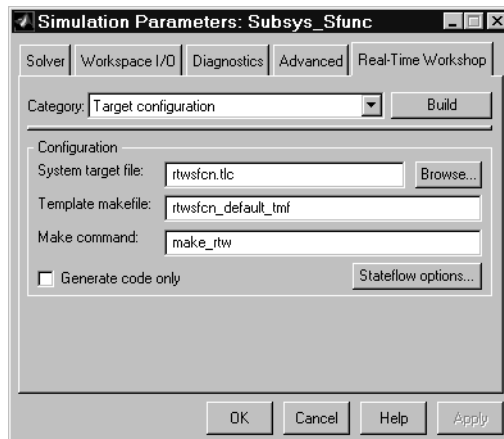 Simulation Parameters: Subsys_Sfunc
Solver Workspace I/O Diagnostics Advanced Real-Time Workshop
Category: Target configuration Build
Configuration
System target file: rtwsfcn.tlc Browse...
Template makefile: rtwsfcn_default_tmf
Make command: make_rtw
Generate code only Stateflow options...
OK Cancel Help Apply